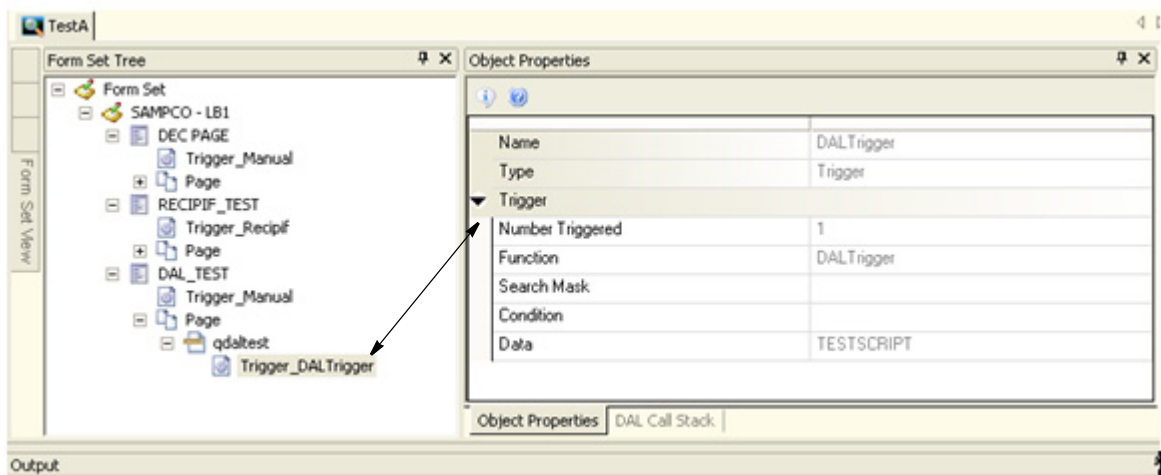 TestA
Form Set View
Form Set Tree
Form Set
SAMPCO - LB1
DEC PAGE
Trigger_Manual
Page
RECIPIF_TEST
Trigger_Recipif
Page
DAL_TEST
Trigger_Manual
Page
qdaltest
Trigger_DALTrigger
Object Properties
Name DALTrigger
Type Trigger
Trigger
Number Triggered 1
Function DALTrigger
Search Mask
Condition
Data TESTSCRIPT
Object Properties DAL Call Stack
Output